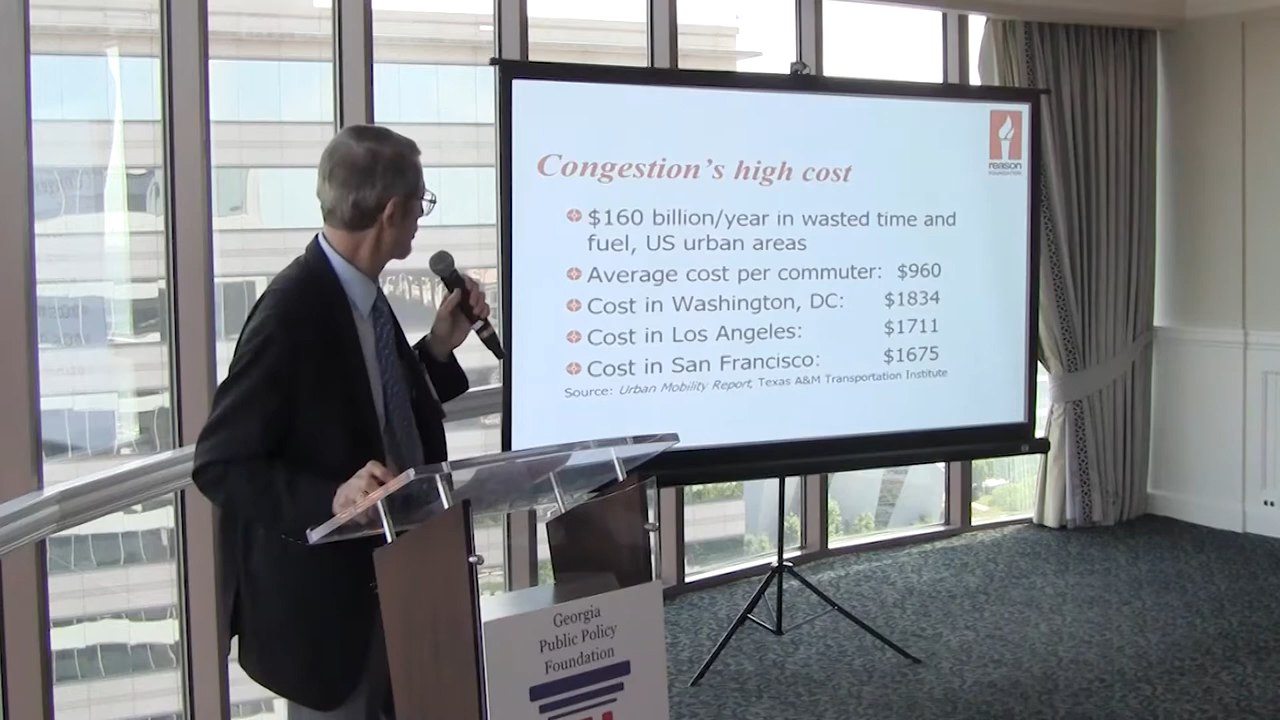 reason
FOUNDATION
Congestion's high cost
$160 billion/year in wasted time and
fuel, US urban areas
Average cost per commuter: $960
Cost in Washington, DC: $1834
Cost in Los Angeles: $1711
Cost in San Francisco: $1675
Source: Urban Mobility Report, Texas A&M Transportation Institute
Georgia
Public Policy
Foundation